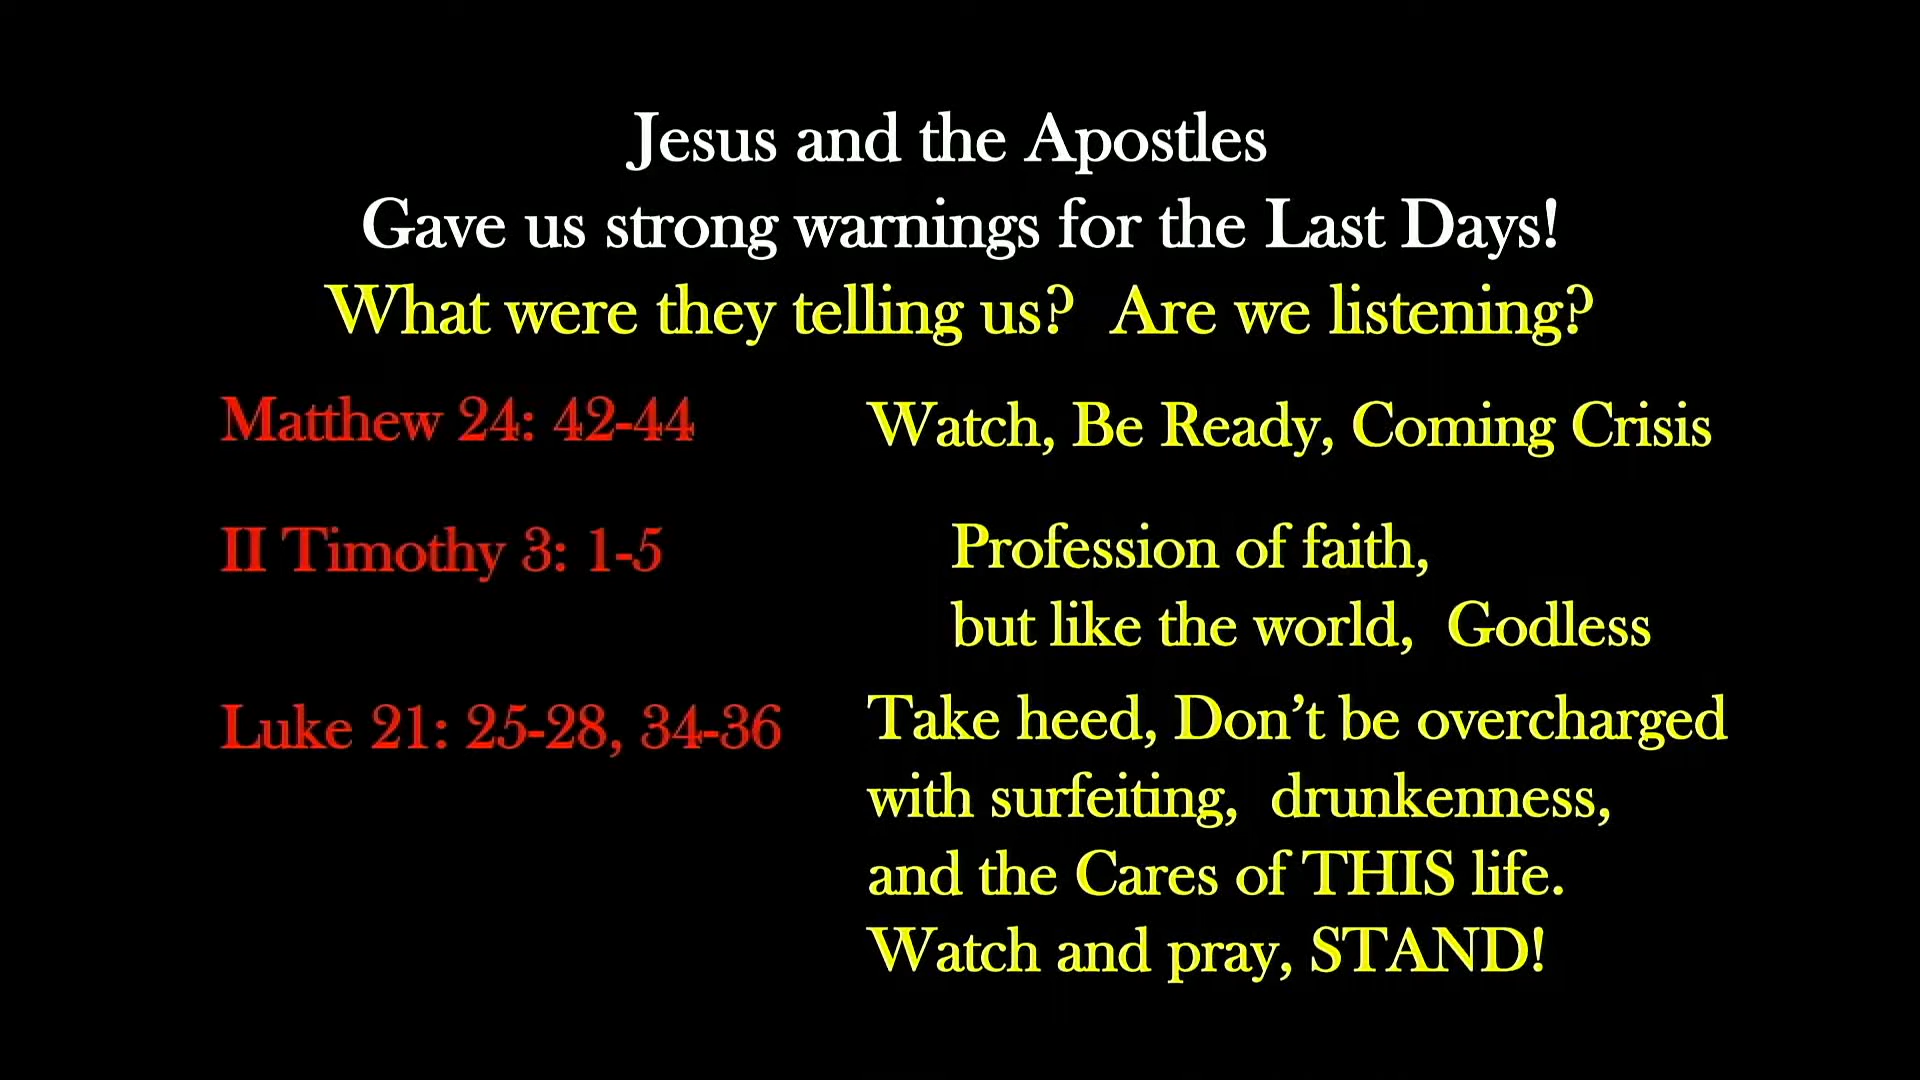 Jesus and the Apostles
Gave us strong warnings for the Last Days!
What were they telling us?  Are we listening?
Matthew 24: 42-44
Watch, Be Ready, Coming Crisis
II Timothy 3: 1-5
Profession of faith,
but like the world,  Godless
Luke 21: 25-28, 34-36
Take heed, Don’t be overcharged
with surfeiting,  drunkenness,
and the Cares of THIS life.
Watch and pray, STAND!